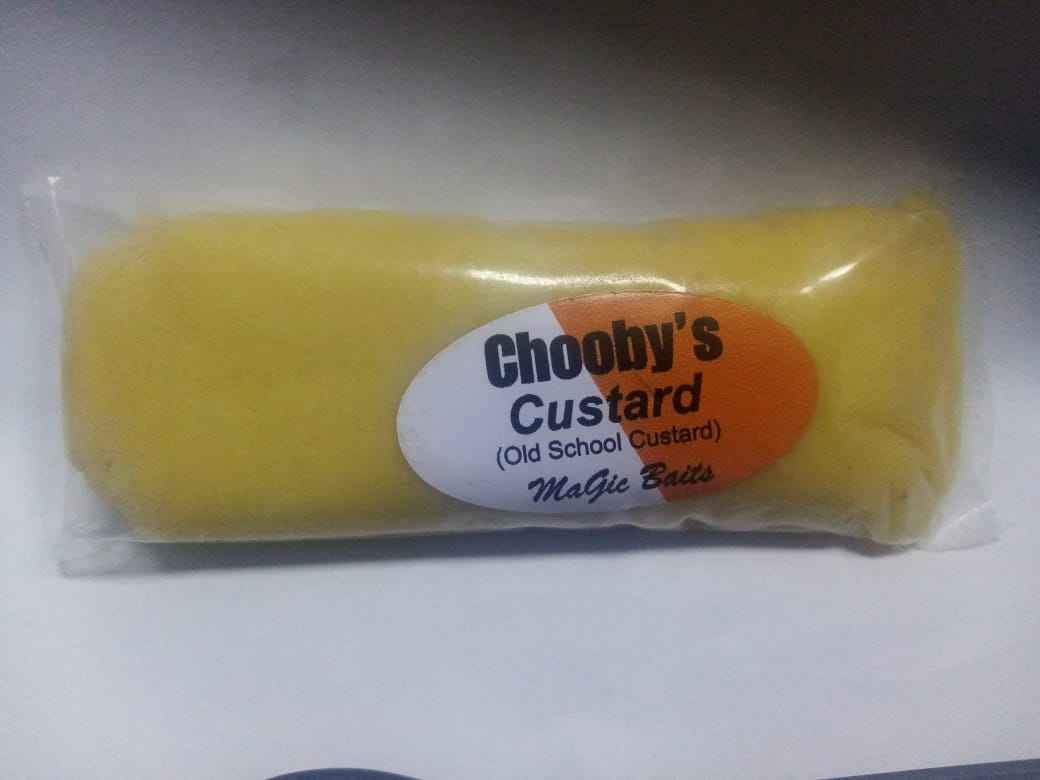 Chooby's
Custard
(Old School Custard)
MaGic Baits